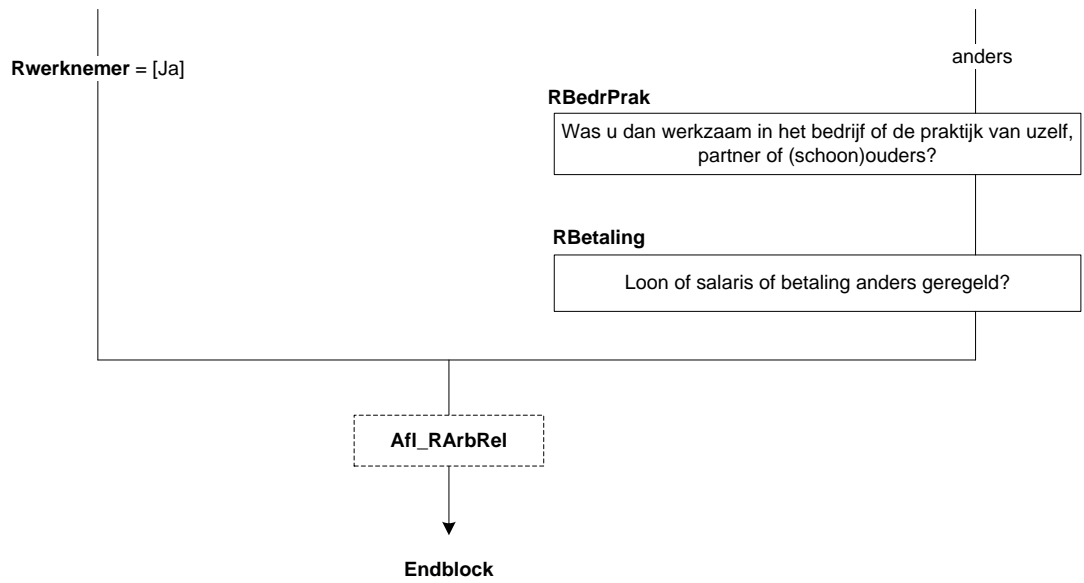 Rwerknemer = [Ja]
anders
RBedrPrak
Was u dan werkzaam in het bedrijf of de praktijk van uzelf,
partner of (schoon)ouders?
RBetaling
Loon of salaris of betaling anders geregeld?
Afl_RArbRel
Endblock